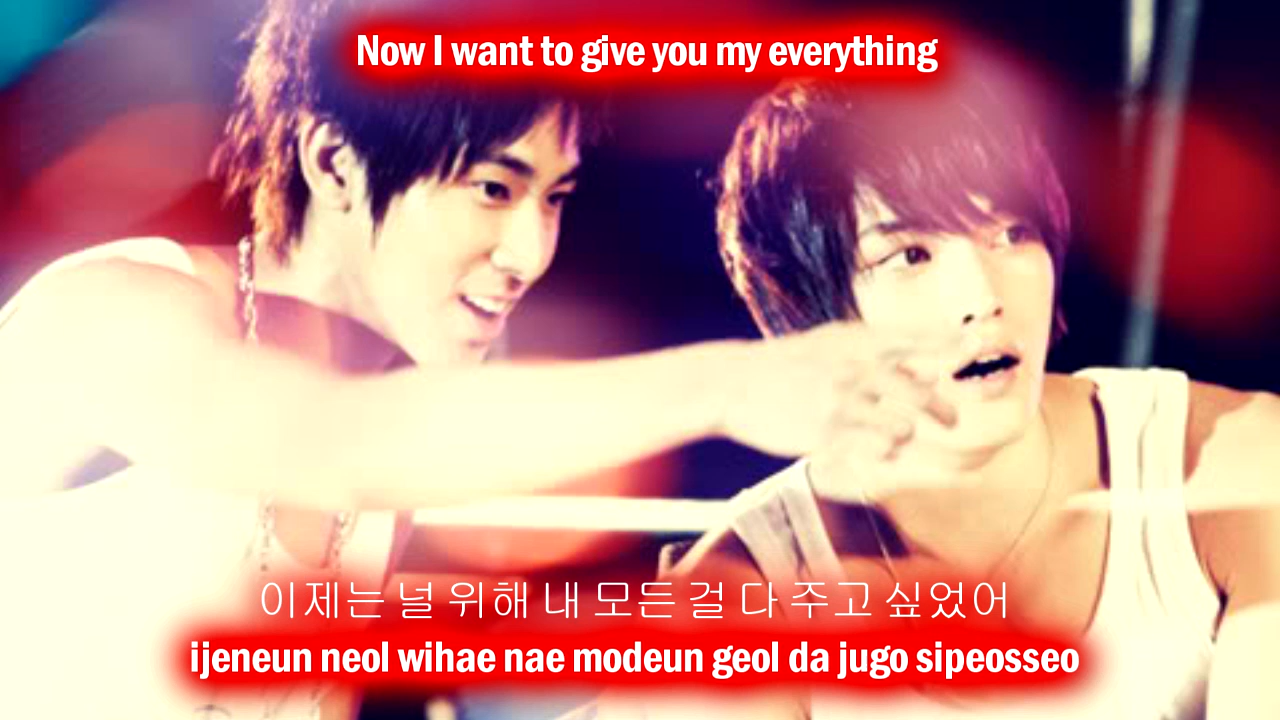 Now I want to give you my everything
이제는 널 위해 내 모든 걸 다 주고 싶었어
ijeneun neol wihae nae modeun geol da jugo sipeosseo